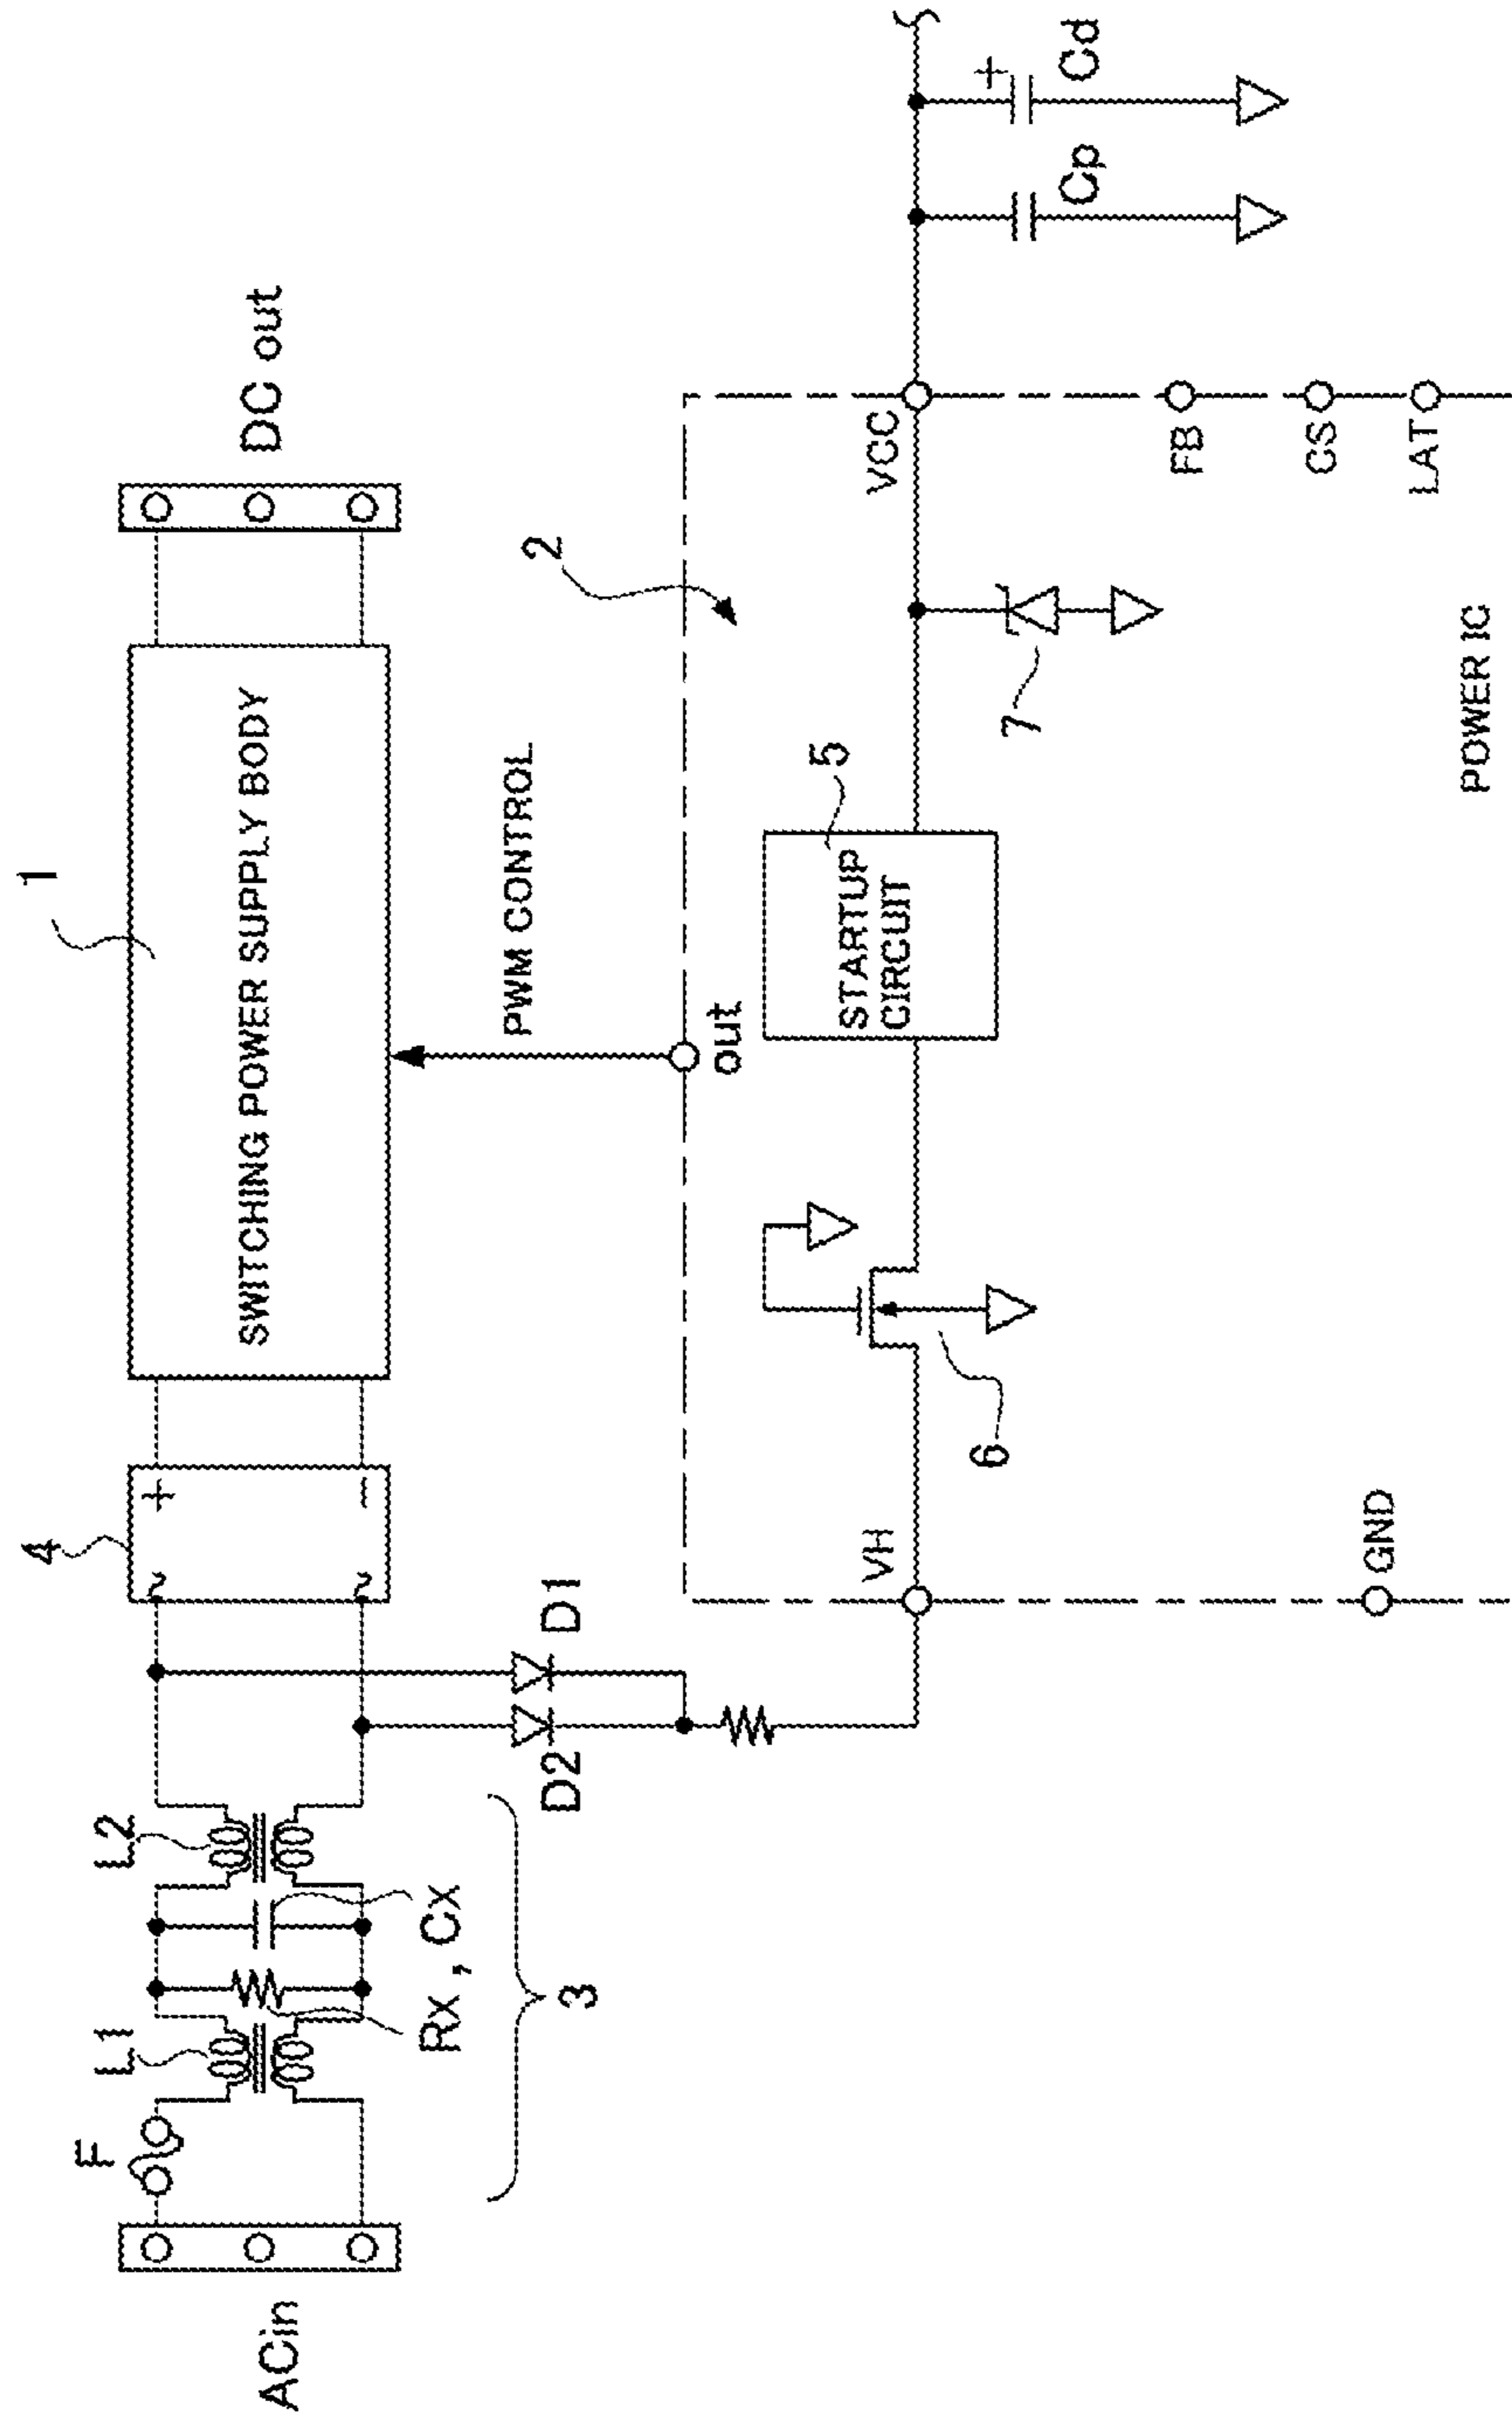 1
SWITCHING POWER SUPPLY BODY
DC out
4
+
−
~
~
L2
L1
F
ACin
Rx , Cx
3
D1
D2
PWM CONTROL
out
2
VH
6
STARTUP
CIRCUIT
5
7
VCC
Cp
+
Cd
FB
CS
LAT
GND
POWER IC